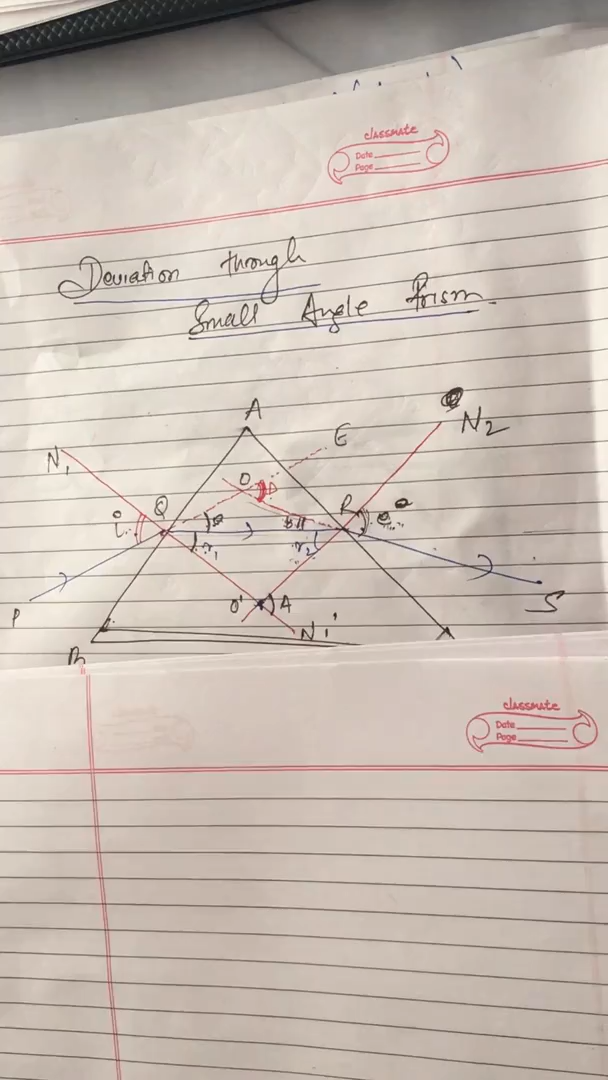 classmate
Date
Page
Deviation through
Small Angle Prism
A
E
N2
N1
O
D
Q
R
i
e
r1
r2
P
O'
A
S
N1'
B
classmate
Date
Page